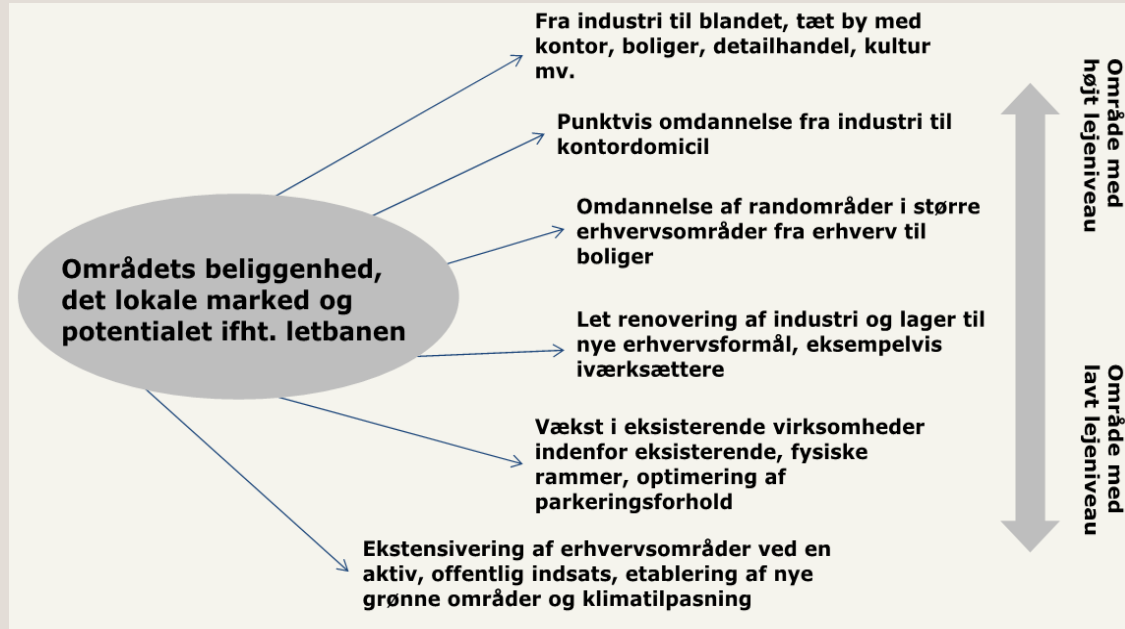 Fra industri til blandet, tæt by med
kontor, boliger, detailhandel, kultur
mv.
Punktvis omdannelse fra industri til
kontordomicil
Omdannelse af randområder i større
erhvervsområder fra erhverv til
boliger
Områdets beliggenhed,
det lokale marked og
potentialet ifht. letbanen
Let renovering af industri og lager til
nye erhvervsformål, eksempelvis
iværksættere
Vækst i eksisterende virksomheder
indenfor eksisterende, fysiske
rammer, optimering af
parkeringsforhold
Ekstensivering af erhvervsområder ved en
aktiv, offentlig indsats, etablering af nye
grønne områder og klimatilpasning
Område med
højt lejeniveau
Område med
lavt lejeniveau